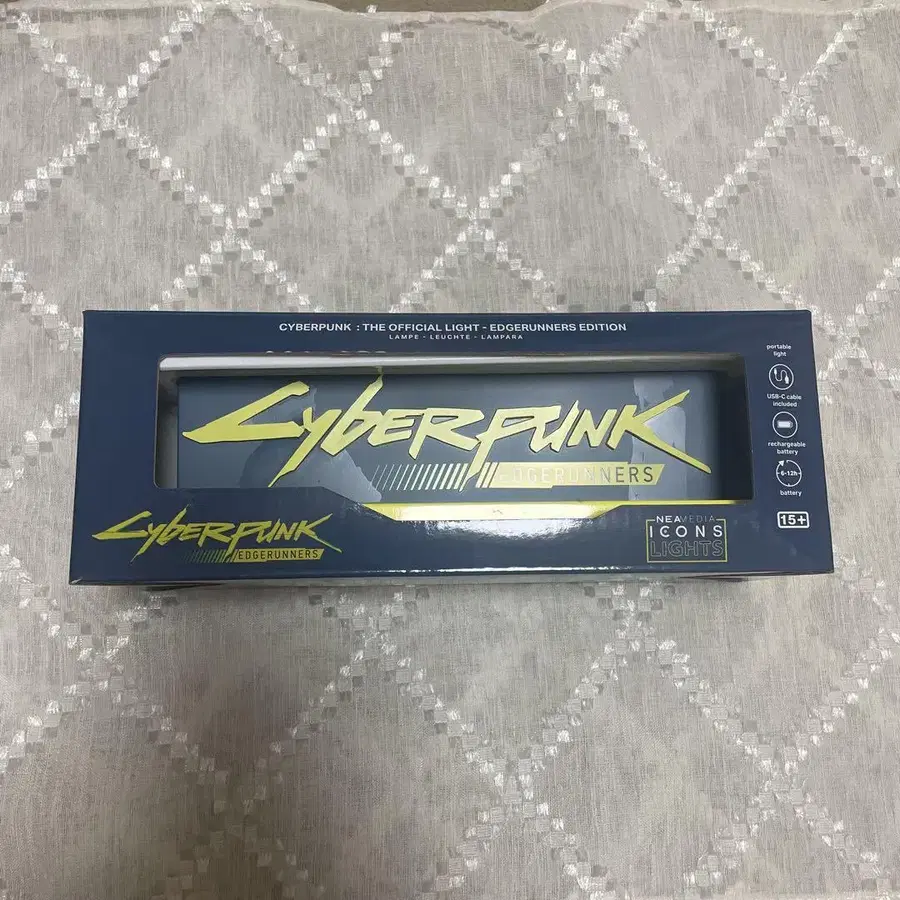 CYBERPUNK : THE OFFICIAL LIGHT - EDGERUNNERS EDITION
LAMPE - LEUCHTE - LAMPARA
portable
light
USB-C cable
included
rechargeable
battery
6-12h
battery
15+
CYBERPUNK
EDGERUNNERS
CYBERPUNK
EDGERUNNERS
NEAMEDIA
ICONS
LIGHTS